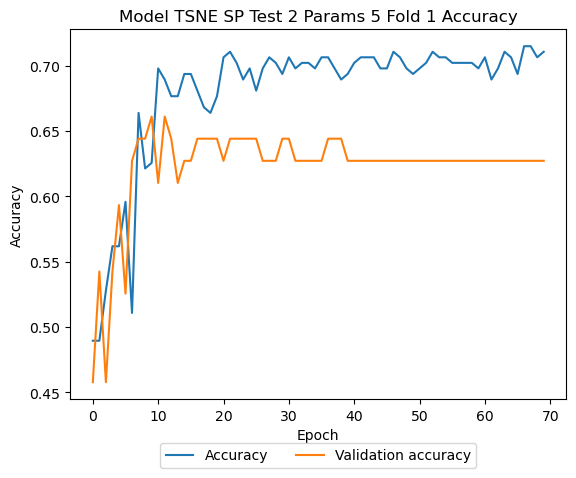 Model TSNE SP Test 2 Params 5 Fold 1 Accuracy
0.70
0.65
0.60
0.55
0.50
0.45
Accuracy
0 10 20 30 40 50 60 70
Epoch
Accuracy Validation accuracy